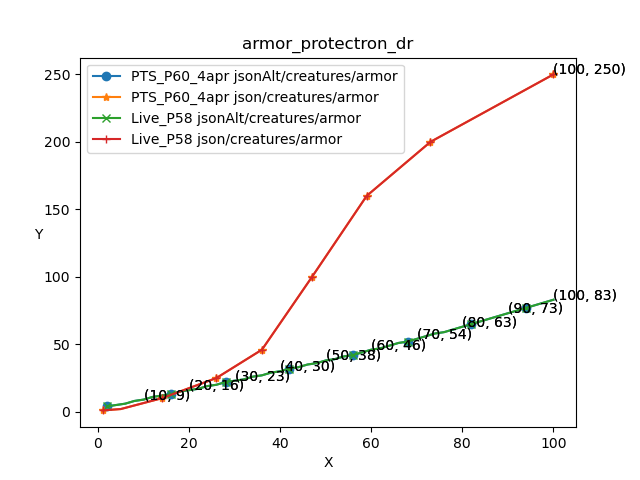 armor_protectron_dr
PTS_P60_4apr jsonAlt/creatures/armor
PTS_P60_4apr json/creatures/armor
Live_P58 jsonAlt/creatures/armor
Live_P58 json/creatures/armor
(100, 250)
(100, 83)
(90, 73)
(80, 63)
(70, 54)
(60, 46)
(50, 38)
(40, 30)
(30, 23)
(20, 16)
(10, 9)
250
200
150
100
50
0
Y
0 20 40 60 80 100
X